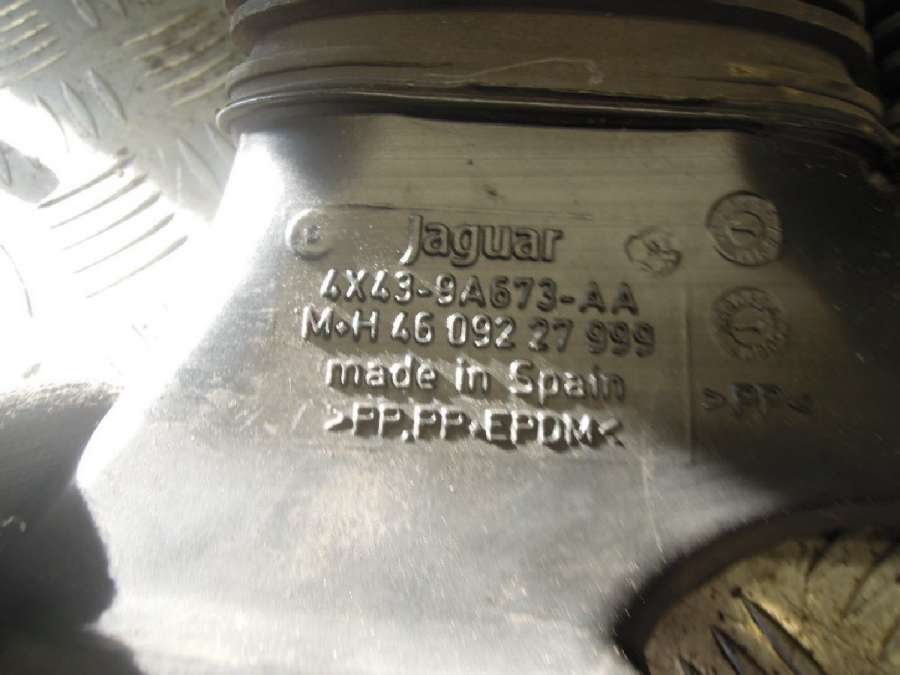 Jaguar
4X43-9A673-AA
M+H 46 092 27 999
made in Spain
>PP,PP+EPDM<
>PP<